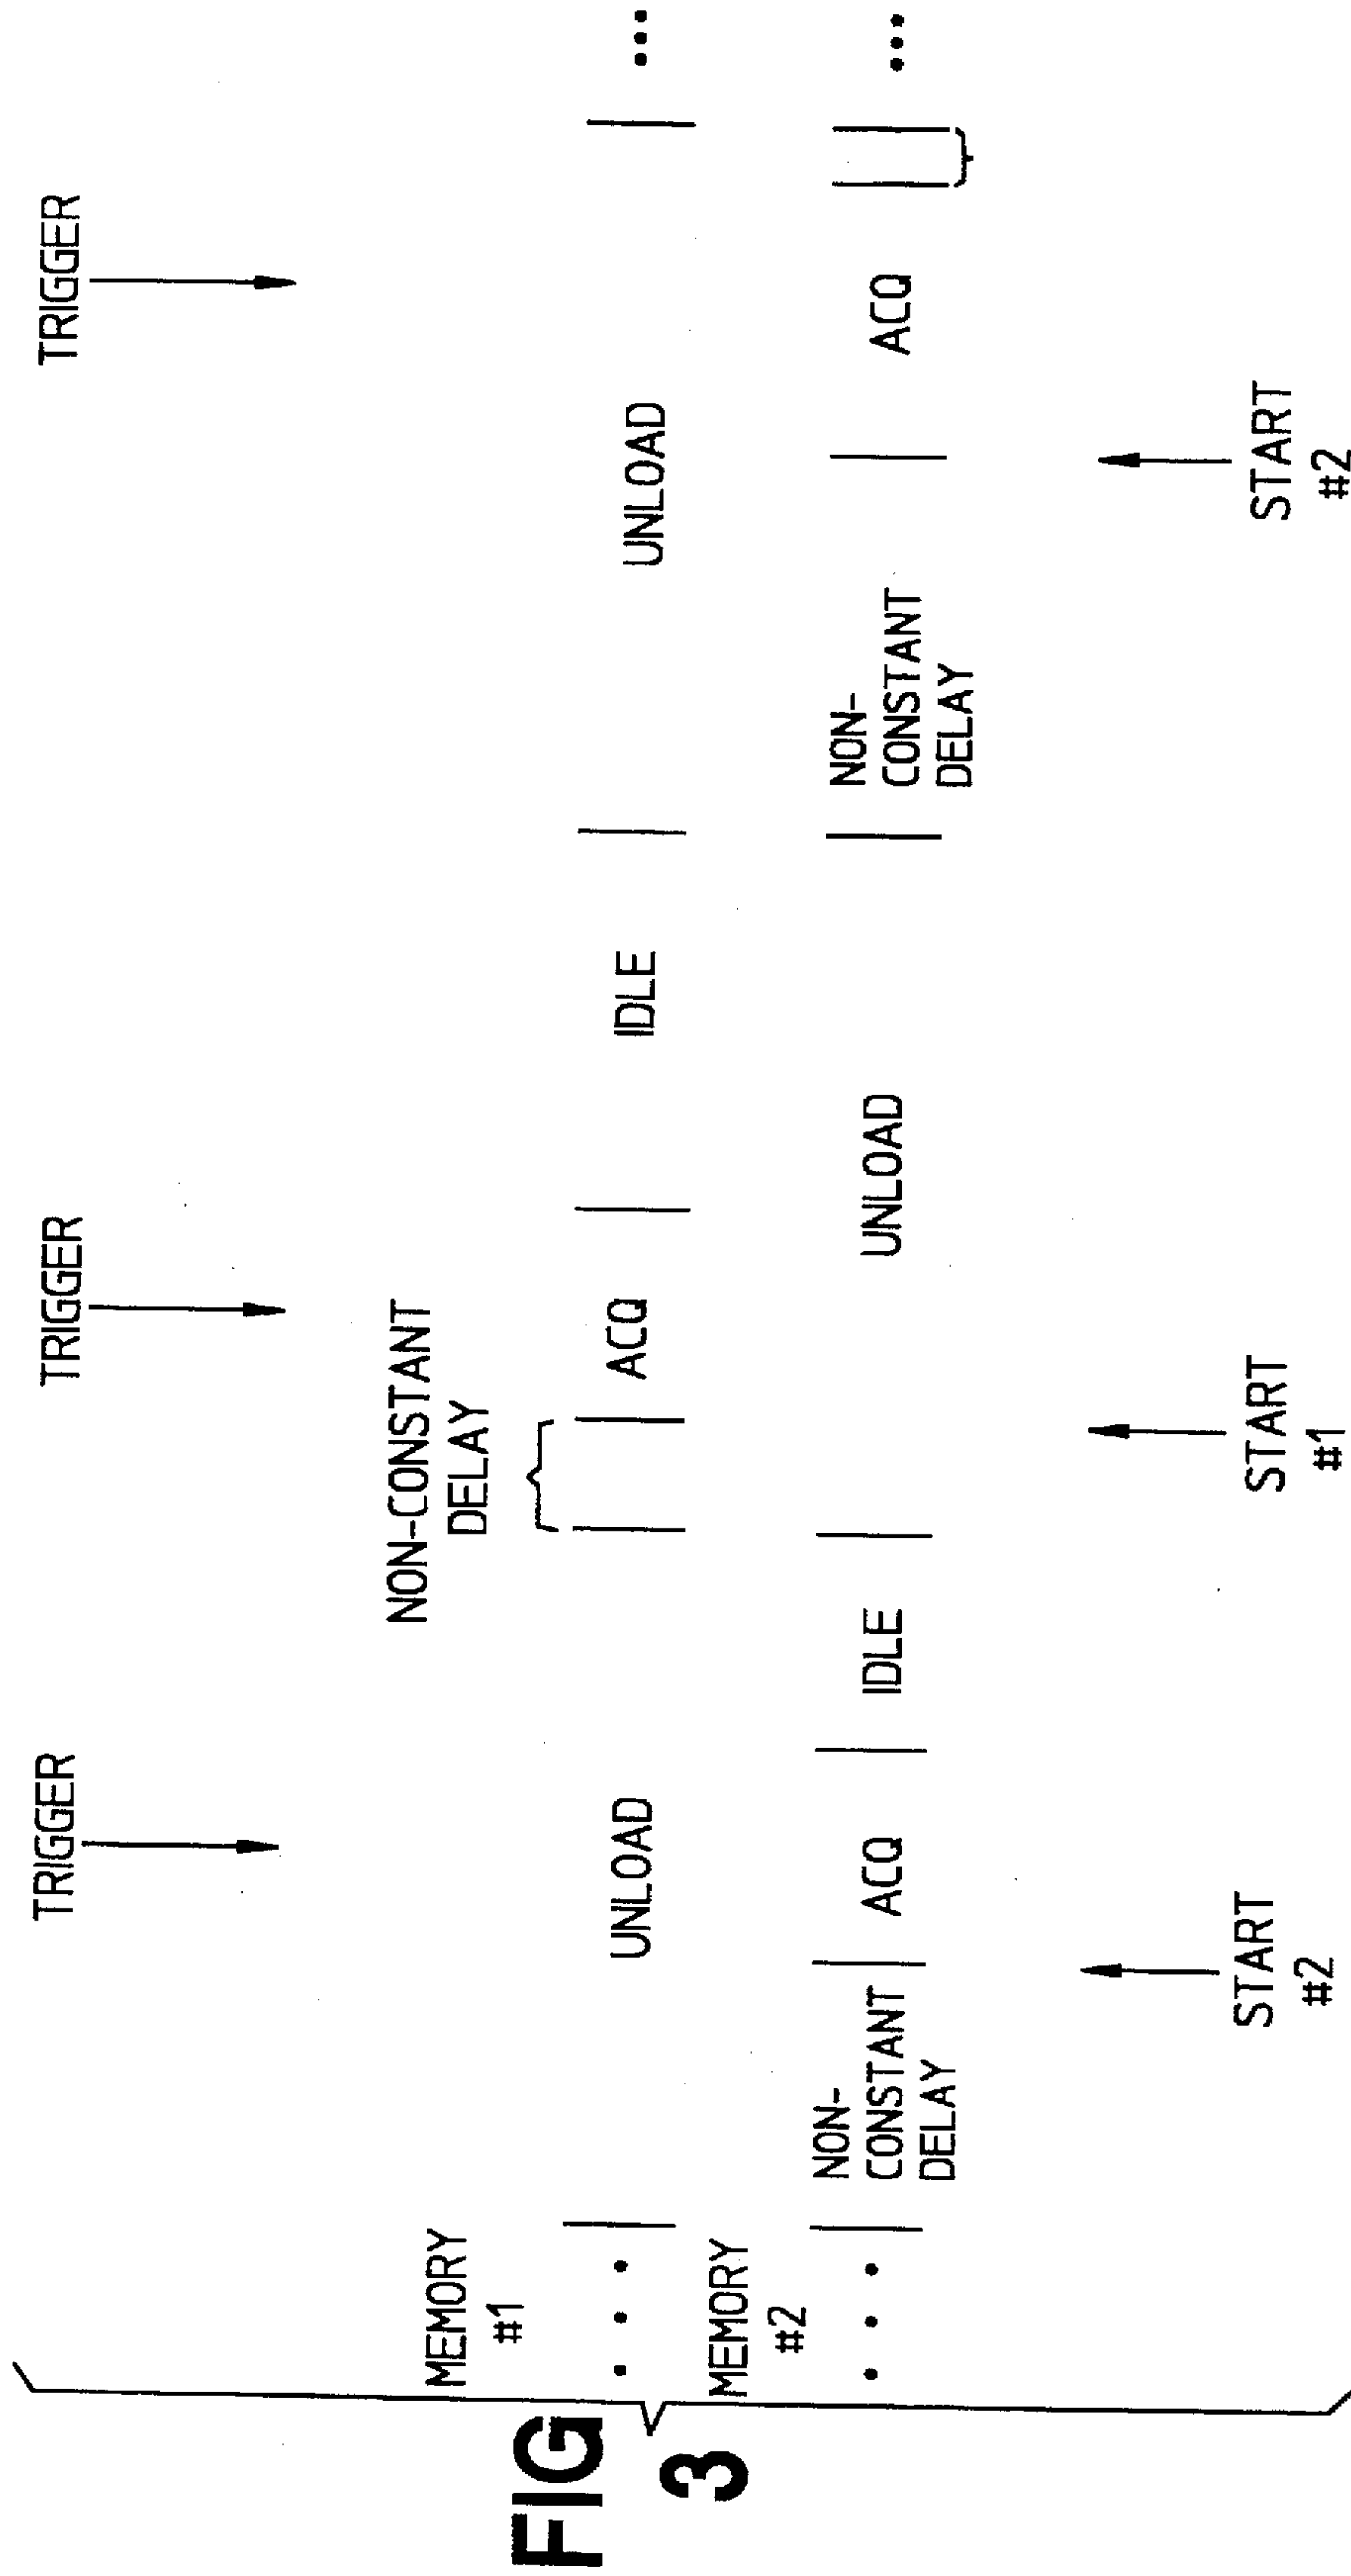 TRIGGER
TRIGGER
TRIGGER
NON-CONSTANT
DELAY
MEMORY
#1
• • •
UNLOAD
ACQ
IDLE
UNLOAD
•••
MEMORY
#2
• • •
NON-
CONSTANT
DELAY
ACQ
IDLE
UNLOAD
NON-
CONSTANT
DELAY
ACQ
•••
START
#2
START
#1
START
#2
FIG
3